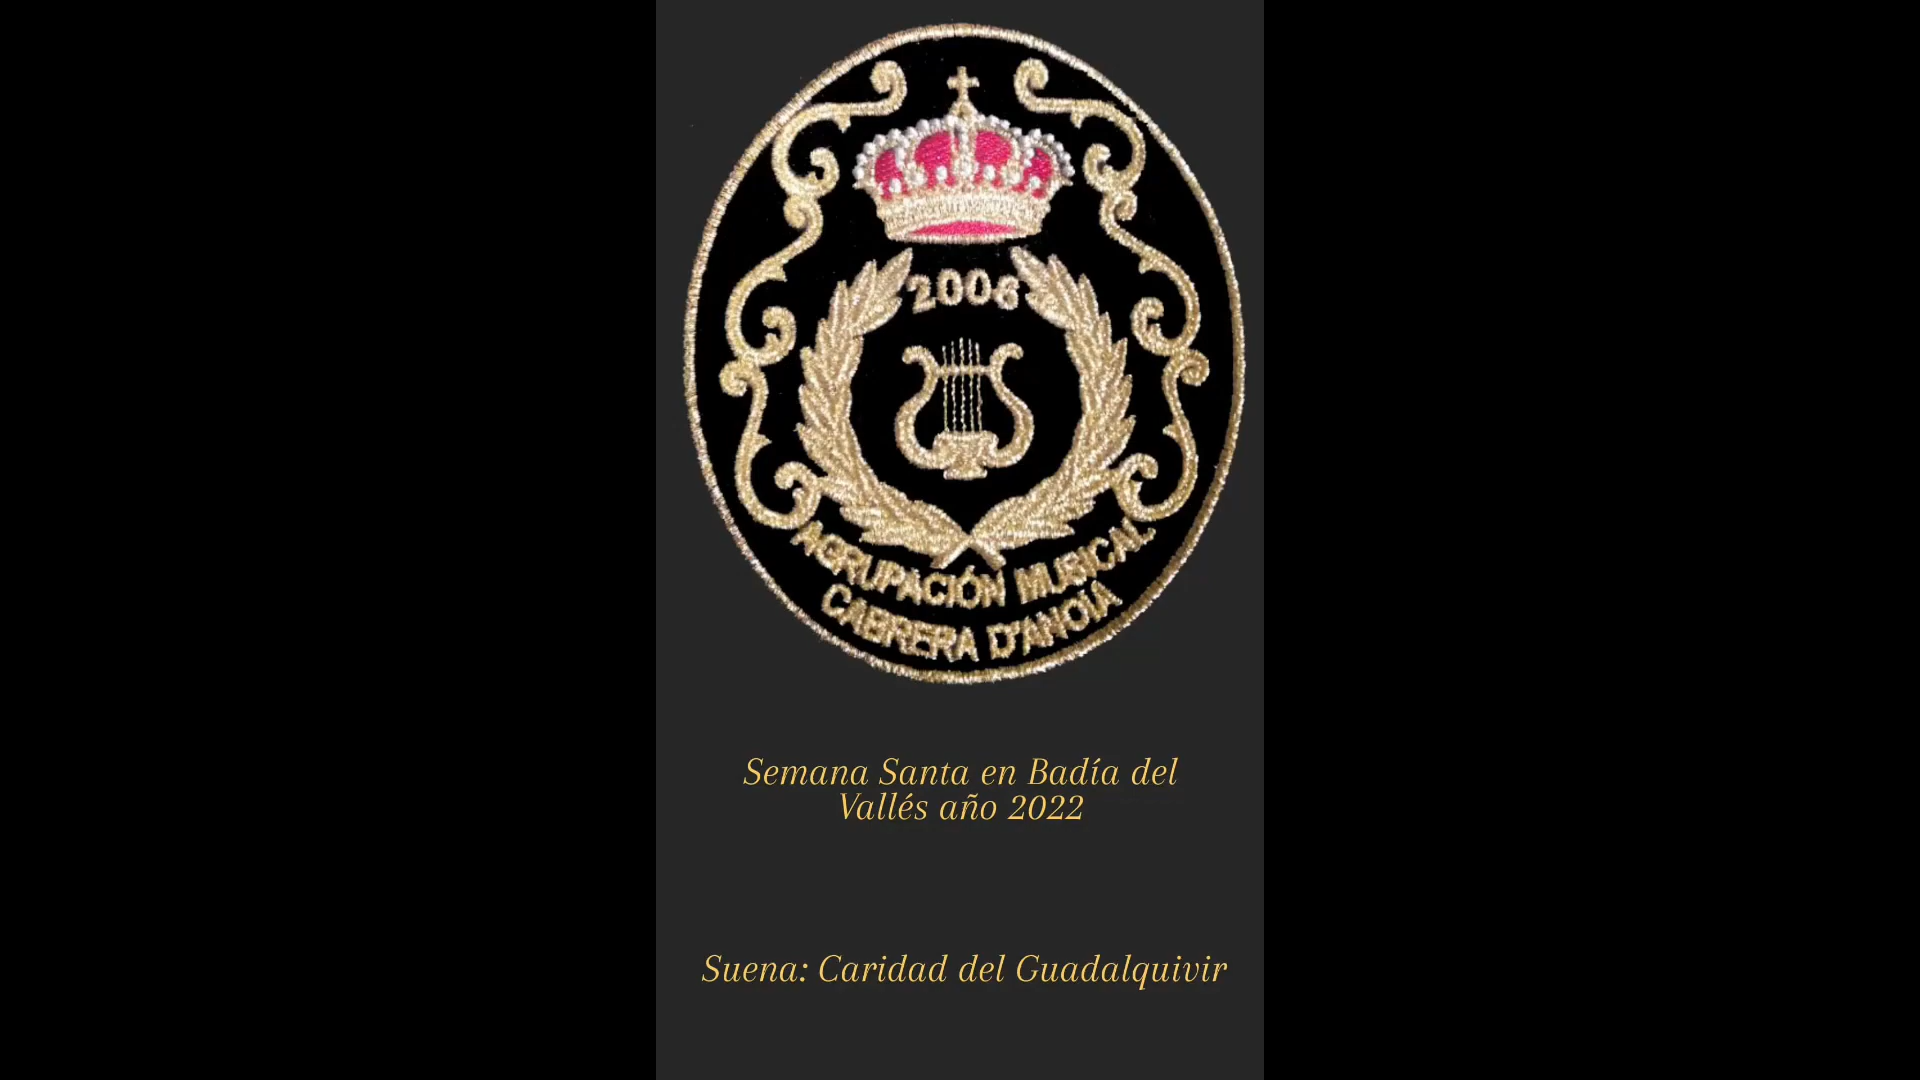 2006
AGRUPACIÓN MUSICAL
CABRERA D'ANOIA
Semana Santa en Badía del
Vallés año 2022
Suena: Caridad del Guadalquivir